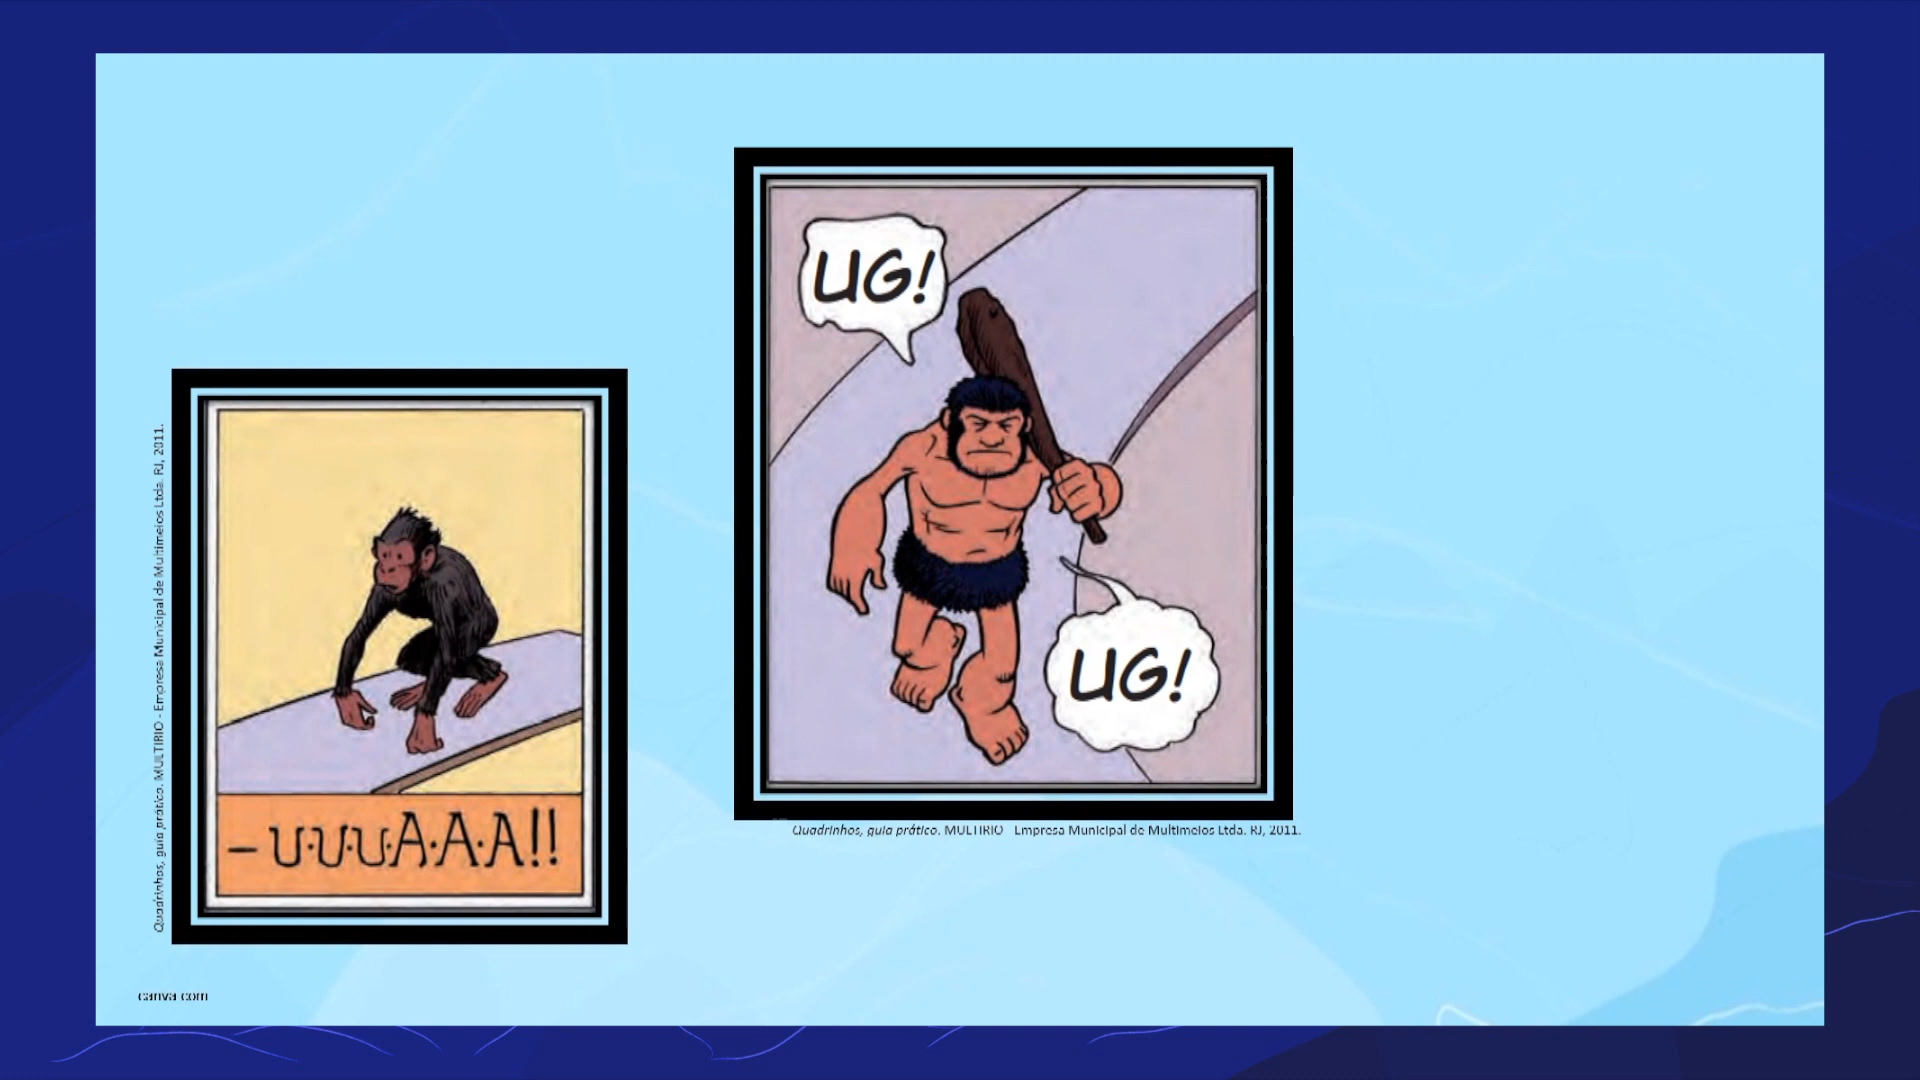 Quadrinhos, guia prático. MULTIRIO - Empresa Municipal de Multimeios Ltda. RJ, 2011.
- U.U.U.A.A.A!!
UG!
UG!
Quadrinhos, guia prático. MULTIRIO - Empresa Municipal de Multimeios Ltda. RJ, 2011.
canva.com